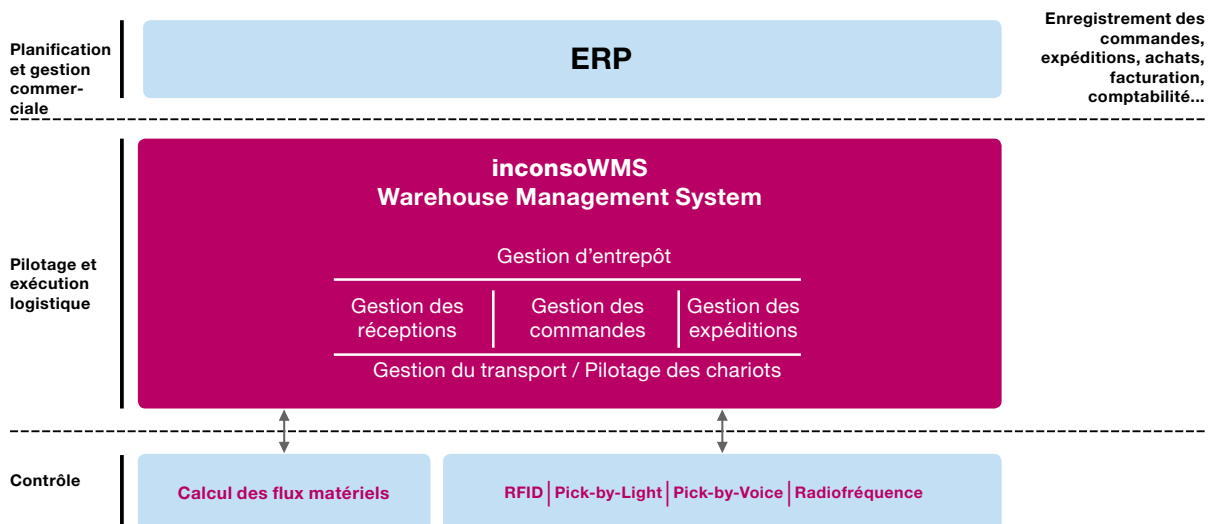 Planification
et gestion
commer-
ciale
ERP
Enregistrement des
commandes,
expéditions, achats,
facturation,
comptabilité...
Pilotage et
exécution
logistique
inconsoWMS
Warehouse Management System
Gestion d'entrepôt
Gestion des
réceptions
Gestion des
commandes
Gestion des
expéditions
Gestion du transport / Pilotage des chariots
Contrôle
Calcul des flux matériels
RFID | Pick-by-Light | Pick-by-Voice | Radiofréquence